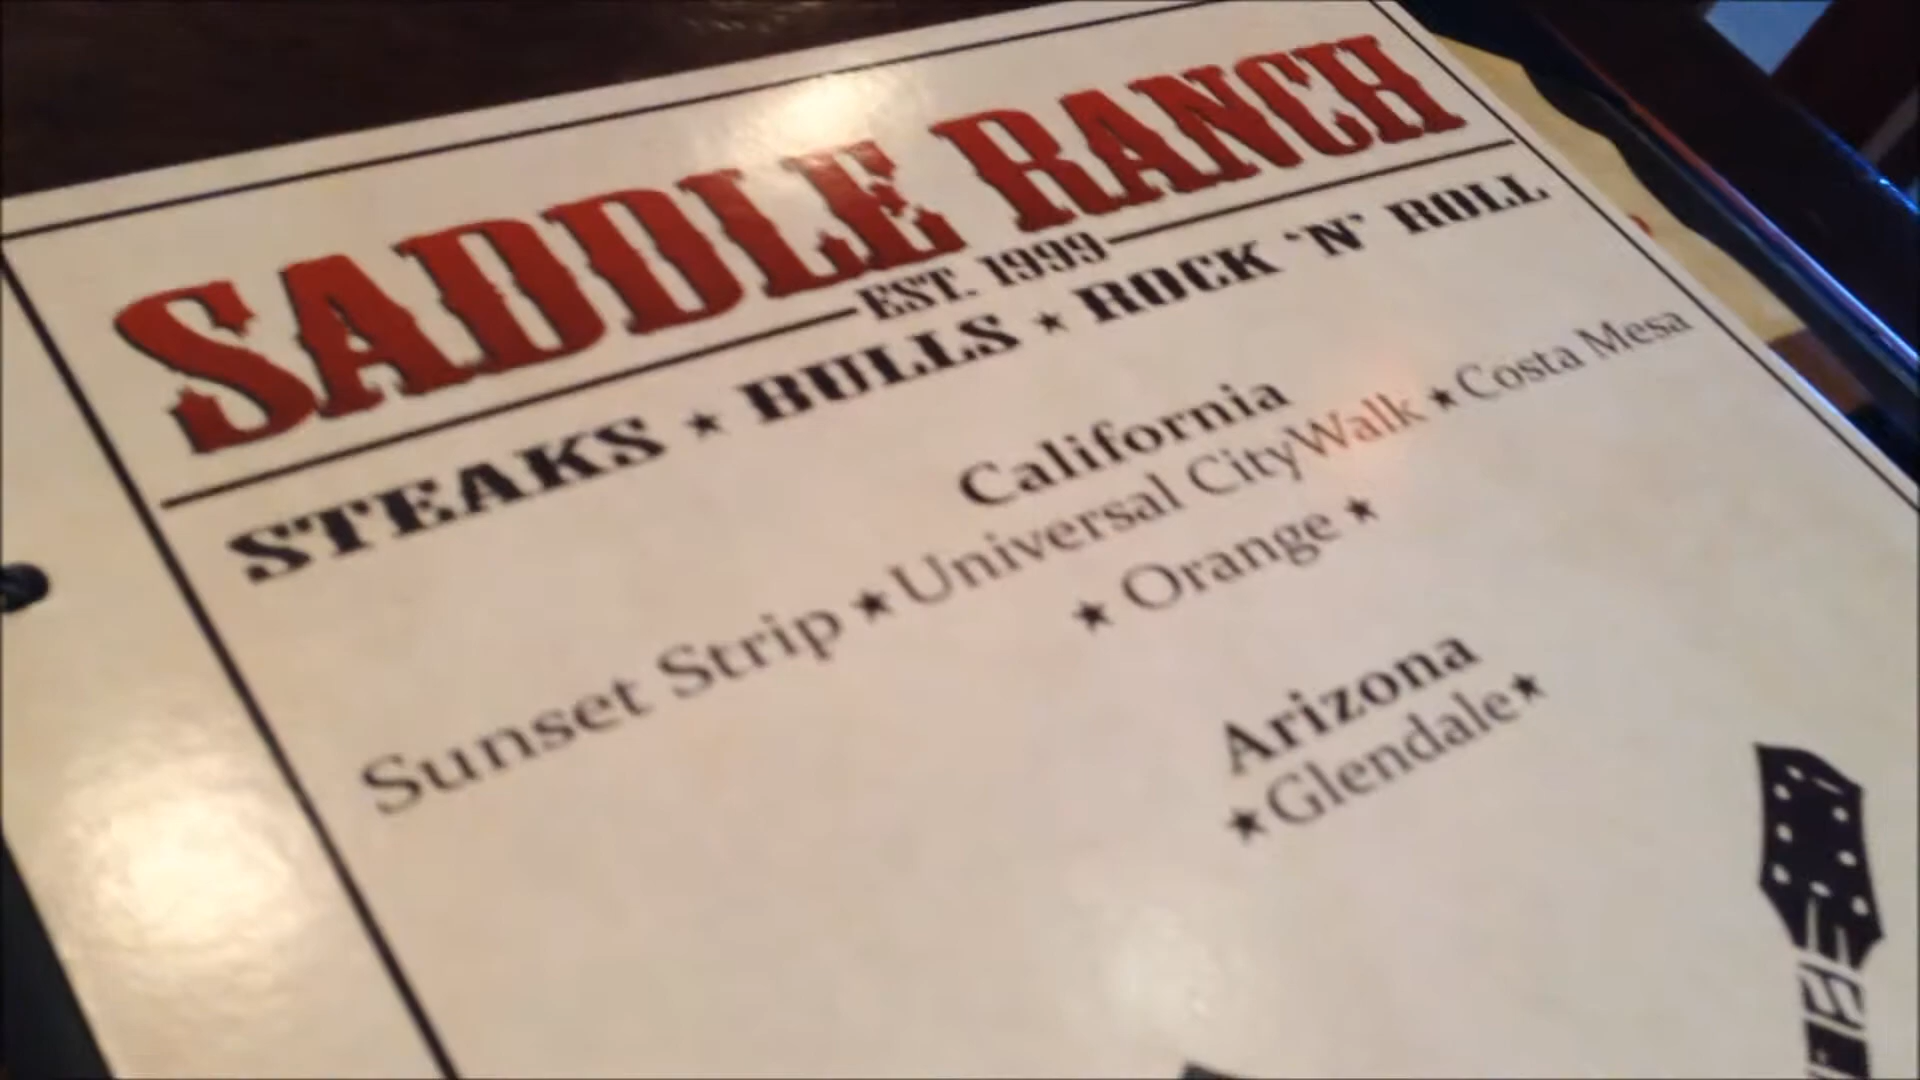 SADDLE RANCH
EST. 1999
STEAKS ★ BULLS ★ ROCK 'N' ROLL
California
Sunset Strip ★ Universal CityWalk ★ Costa Mesa
★ Orange ★
Arizona
★ Glendale ★